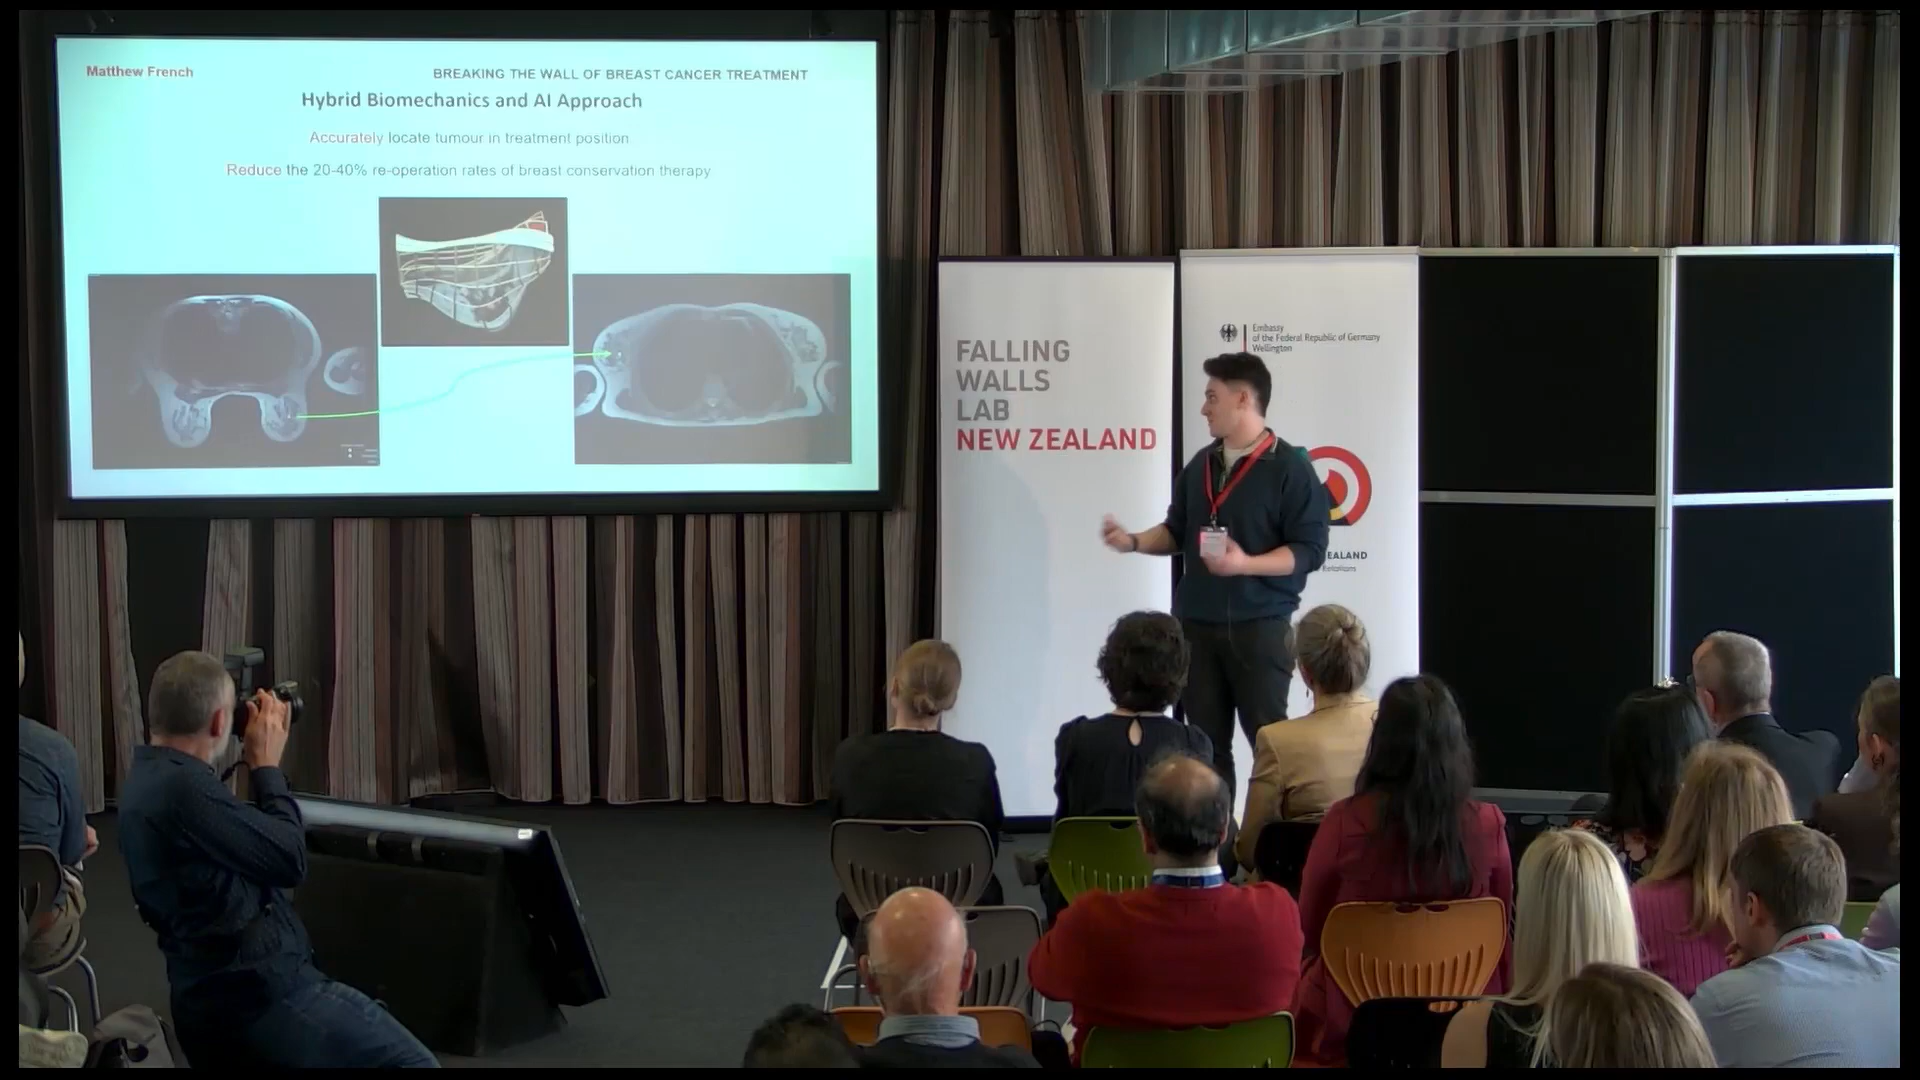 Matthew French
BREAKING THE WALL OF BREAST CANCER TREATMENT
Hybrid Biomechanics and AI Approach
Accurately locate tumour in treatment position
Reduce the 20-40% re-operation rates of breast conservation therapy
FALLING
WALLS
LAB
NEW ZEALAND
Embassy
of the Federal Republic of Germany
Wellington
EALAND